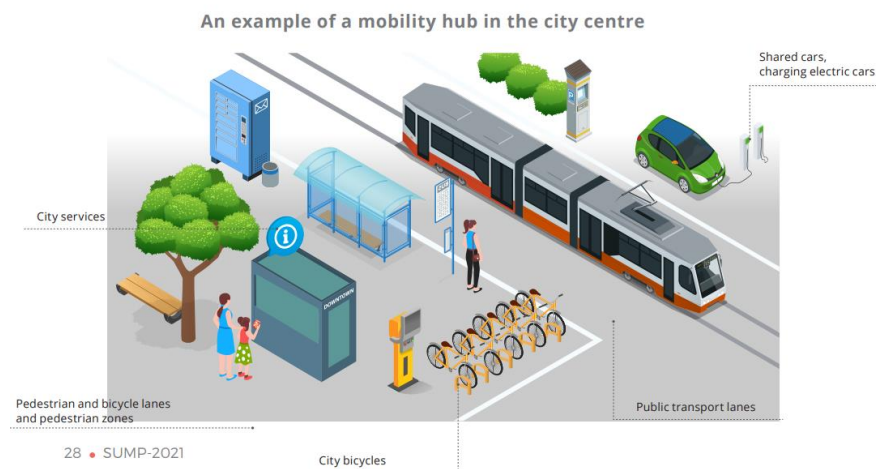 An example of a mobility hub in the city centre
Shared cars,
charging electric cars
City services
DOWNTOWN
Pedestrian and bicycle lanes
and pedestrian zones
Public transport lanes
28 • SUMP-2021
City bicycles